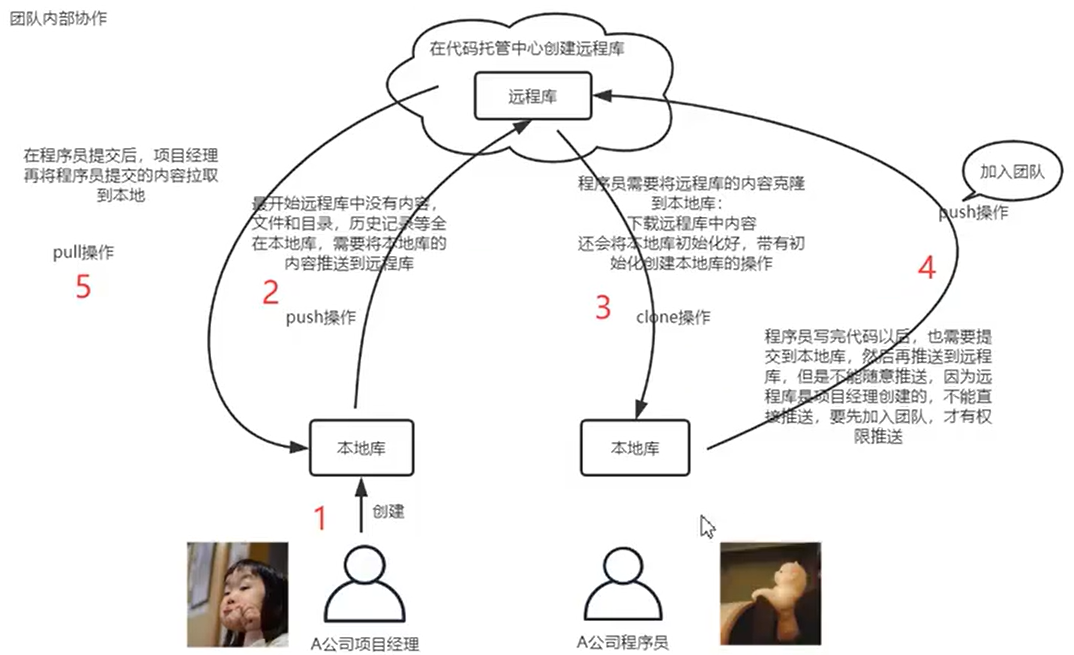 团队内部协作
在代码托管中心创建远程库
远程库
在程序员提交后，项目经理
再将程序员提交的内容拉取
到本地
pull操作
5
最开始远程库中没有内容，
文件和目录，历史记录等全
在本地库，需要将本地库的
内容推送到远程库
2
push操作
程序员需要将远程库的内容克隆
到本地库：
下载远程库中内容
还会将本地库初始化好，带有初
始化创建本地库的操作
3
clone操作
加入团队
push操作
4
程序员写完代码以后，也需要提
交到本地库，然后再推送到远程
库，但是不能随意推送，因为远
程库是项目经理创建的，不能直
接推送，要先加入团队，才有权
限推送
本地库
本地库
1
创建
A公司项目经理
A公司程序员